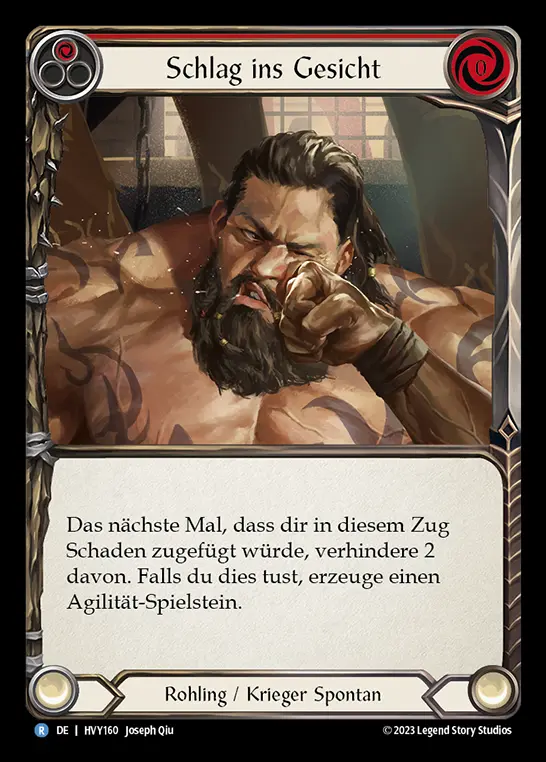 Schlag ins Gesicht
0
Das nächste Mal, dass dir in diesem Zug
Schaden zugefügt würde, verhindere 2
davon. Falls du dies tust, erzeuge einen
Agilität-Spielstein.
Rohling / Krieger Spontan
R DE | HVY160 Joseph Qiu
© 2023 Legend Story Studios